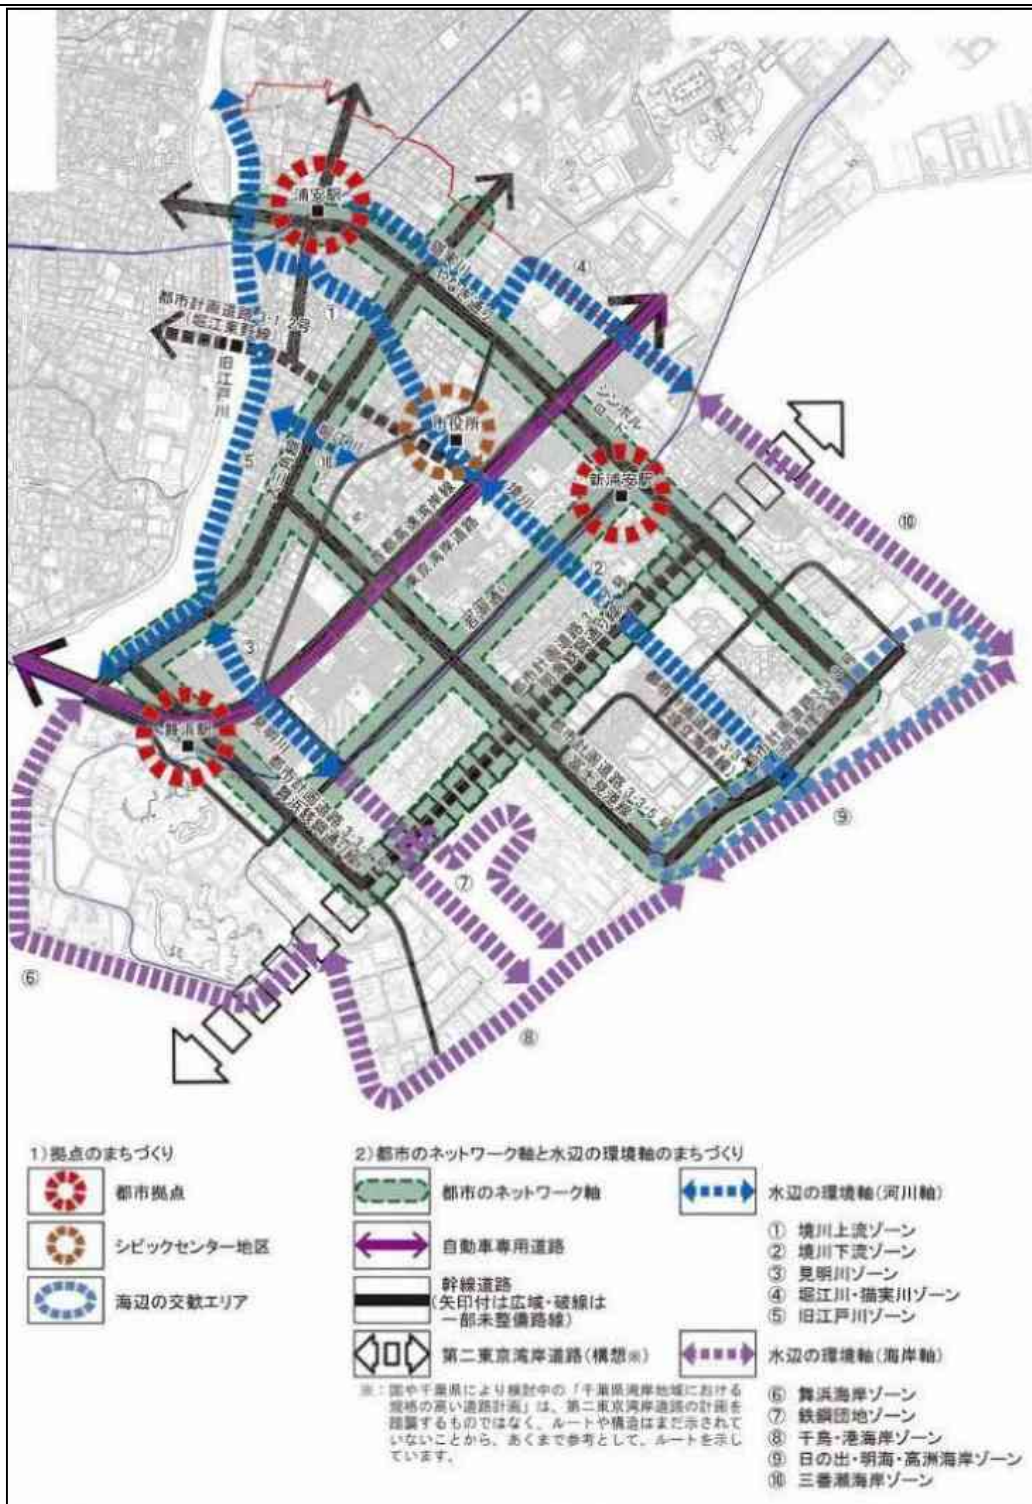 浦安駅
④
①
都市計画道路 3・1・2号
(堀江東野線)
旧江戸川
シンボル
ロード
市役所
⑩
新浦安駅
⑤
境川
首都高速湾岸線
東京湾岸道路
⑩
②
③
見明川
舞浜駅
都市計画道路 3・3・5号
⑨
⑦
⑥
⑧
1)拠点のまちづくり
都市拠点
シビックセンター地区
海辺の交歓エリア
2)都市のネットワーク軸と水辺の環境軸のまちづくり
都市のネットワーク軸
自動車専用道路
幹線道路
(矢印付は広域・破線は
一部未整備路線)
第二東京湾岸道路(構想※)
※:国や千葉県により検討中の「千葉県湾岸地域における
規格の高い道路計画」は、第二東京湾岸道路の計画を
踏襲するものではなく、ルートや構造はまだ示されて
いないことから、あくまで参考として、ルートを示し
ています。
水辺の環境軸(河川軸)
① 境川上流ゾーン
② 境川下流ゾーン
③ 見明川ゾーン
④ 堀江川・猫実川ゾーン
⑤ 旧江戸川ゾーン
水辺の環境軸(海岸軸)
⑥ 舞浜海岸ゾーン
⑦ 鉄鋼団地ゾーン
⑧ 千鳥・港海岸ゾーン
⑨ 日の出・明海・高洲海岸ゾーン
⑩ 三番瀬海岸ゾーン